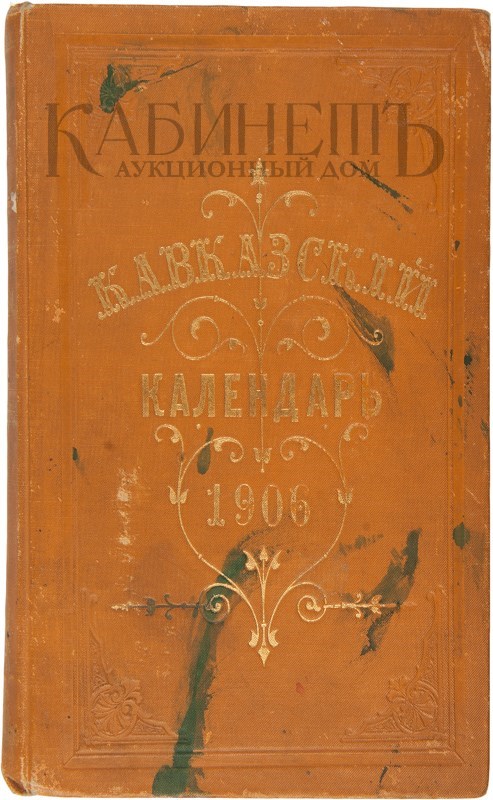 КАБИНЕТЪ
АУКЦИОННЫЙ ДОМ
КАВКАЗСКІЙ
КАЛЕНДАРЬ
1906